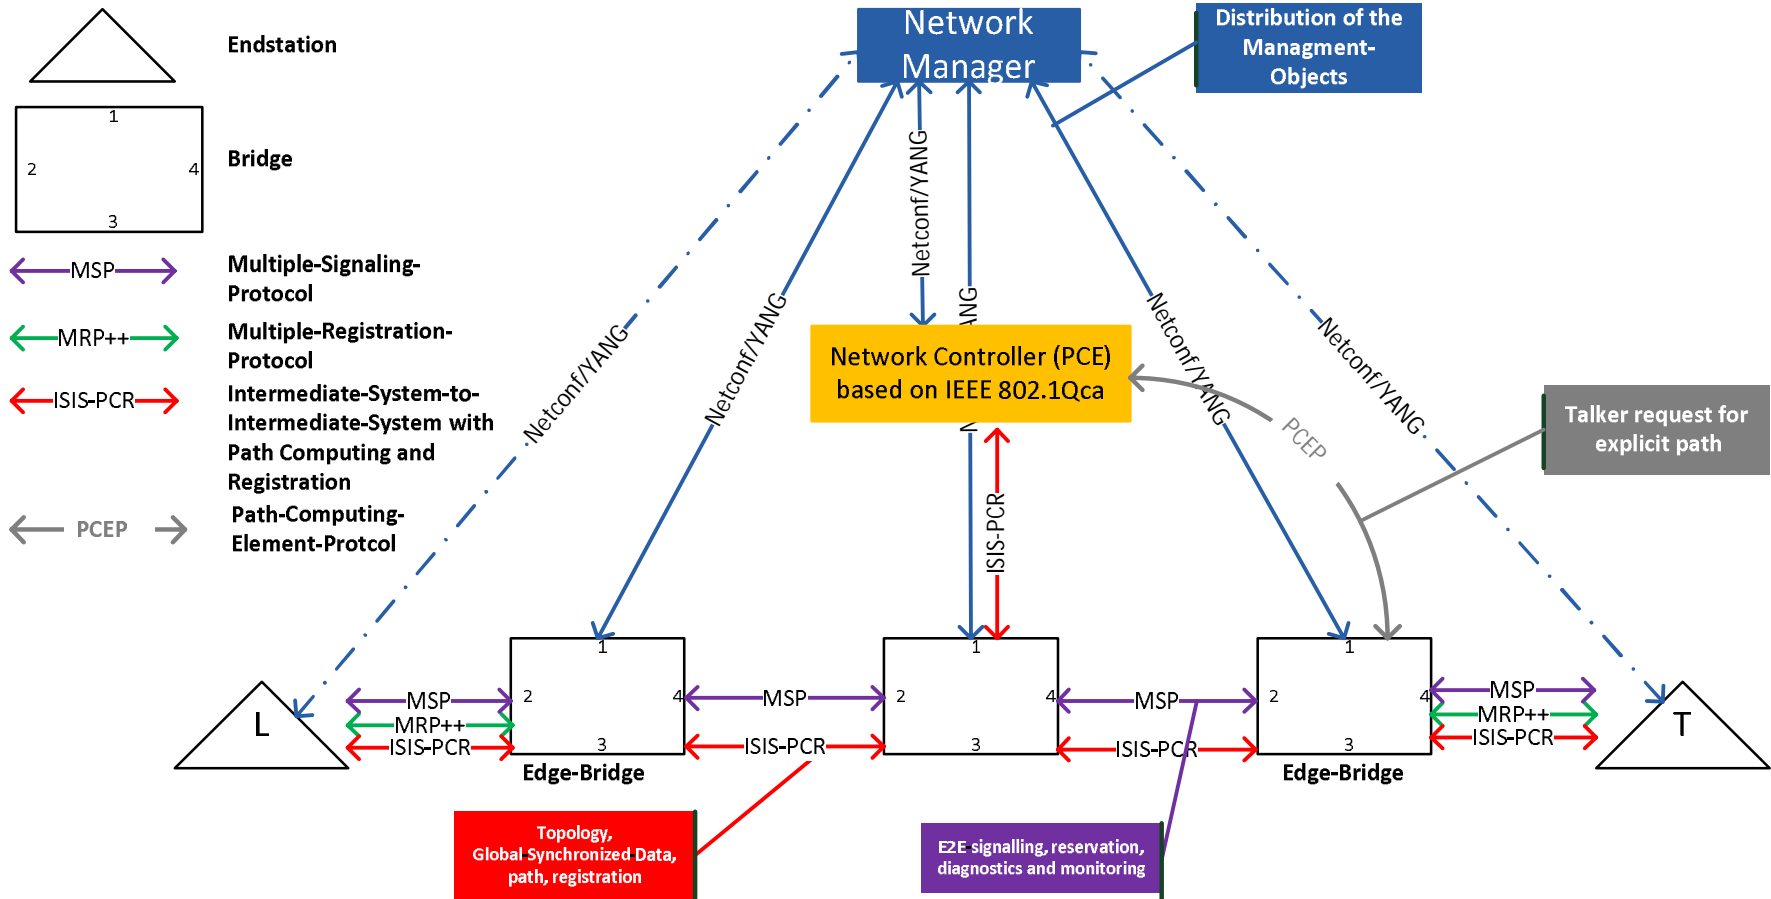 Endstation
1
2
4
3
Bridge
MSP
Multiple-Signaling-
Protocol
MRP++
Multiple-Registration-
Protocol
ISIS-PCR
Intermediate-System-to-
Intermediate-System with
Path Computing and
Registration
PCEP
Path-Computing-
Element-Protcol
Network
Manager
Distribution of the
Managment-
Objects
Netconf/YANG
Netconf/YANG
Netconf/YANG
ANG
Netconf/YANG
Netconf/YANG
Network Controller (PCE)
based on IEEE 802.1Qca
PCEP
Talker request for
explicit path
ISIS-PCR
L
MSP
MRP++
ISIS-PCR
1
2
4
3
Edge-Bridge
MSP
ISIS-PCR
1
2
4
3
MSP
ISIS-PCR
1
2
4
3
Edge-Bridge
MSP
MRP++
ISIS-PCR
T
Topology,
Global-Synchronized-Data,
path, registration
E2E-signalling, reservation,
diagnostics and monitoring